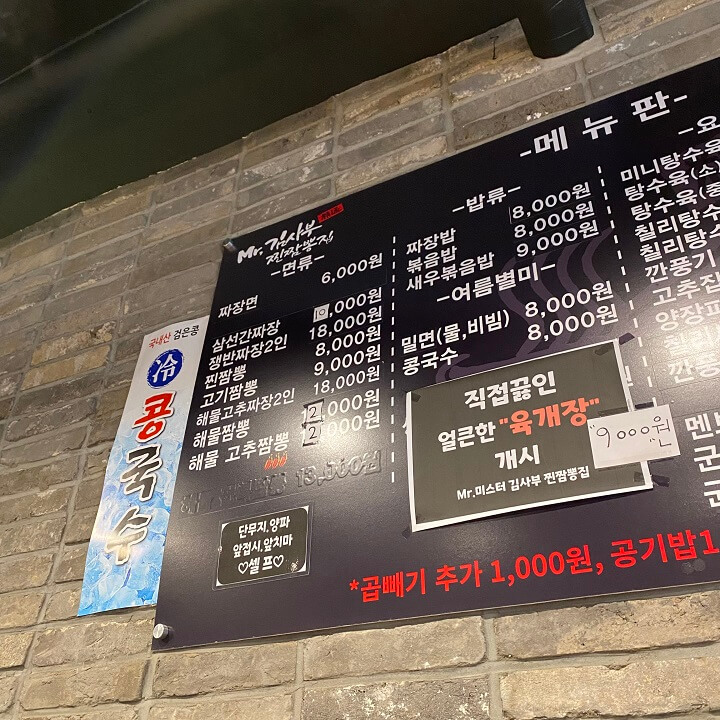 -메뉴판-
Mr. 김사부
찐짬뽕집
-면류-
짜장면 6,000원
삼선간짜장 10,000원
쟁반짜장2인 18,000원
찐짬뽕 8,000원
고기짬뽕 9,000원
해물고추짜장2인 18,000원
해물짬뽕 12,000원
해물 고추짬뽕 12,000원
13,000원
-밥류-
짜장밥 8,000원
볶음밥 8,000원
새우볶음밥 9,000원
-여름별미-
밀면(물,비빔) 8,000원
콩국수 8,000원
-요
미니탕수육
탕수육(소)
탕수육(중
칠리탕수
칠리탕수
깐풍기
고추잡
양장피
깐풍
멘보
군
군
직접끓인
얼큰한 "육개장"
개시
Mr.미스터 김사부 찐짬뽕집
"9000원"
단무지.양파
앞접시.앞치마
♡셀프♡
*곱빼기 추가 1,000원, 공기밥1
국내산 검은콩
冷
콩국수